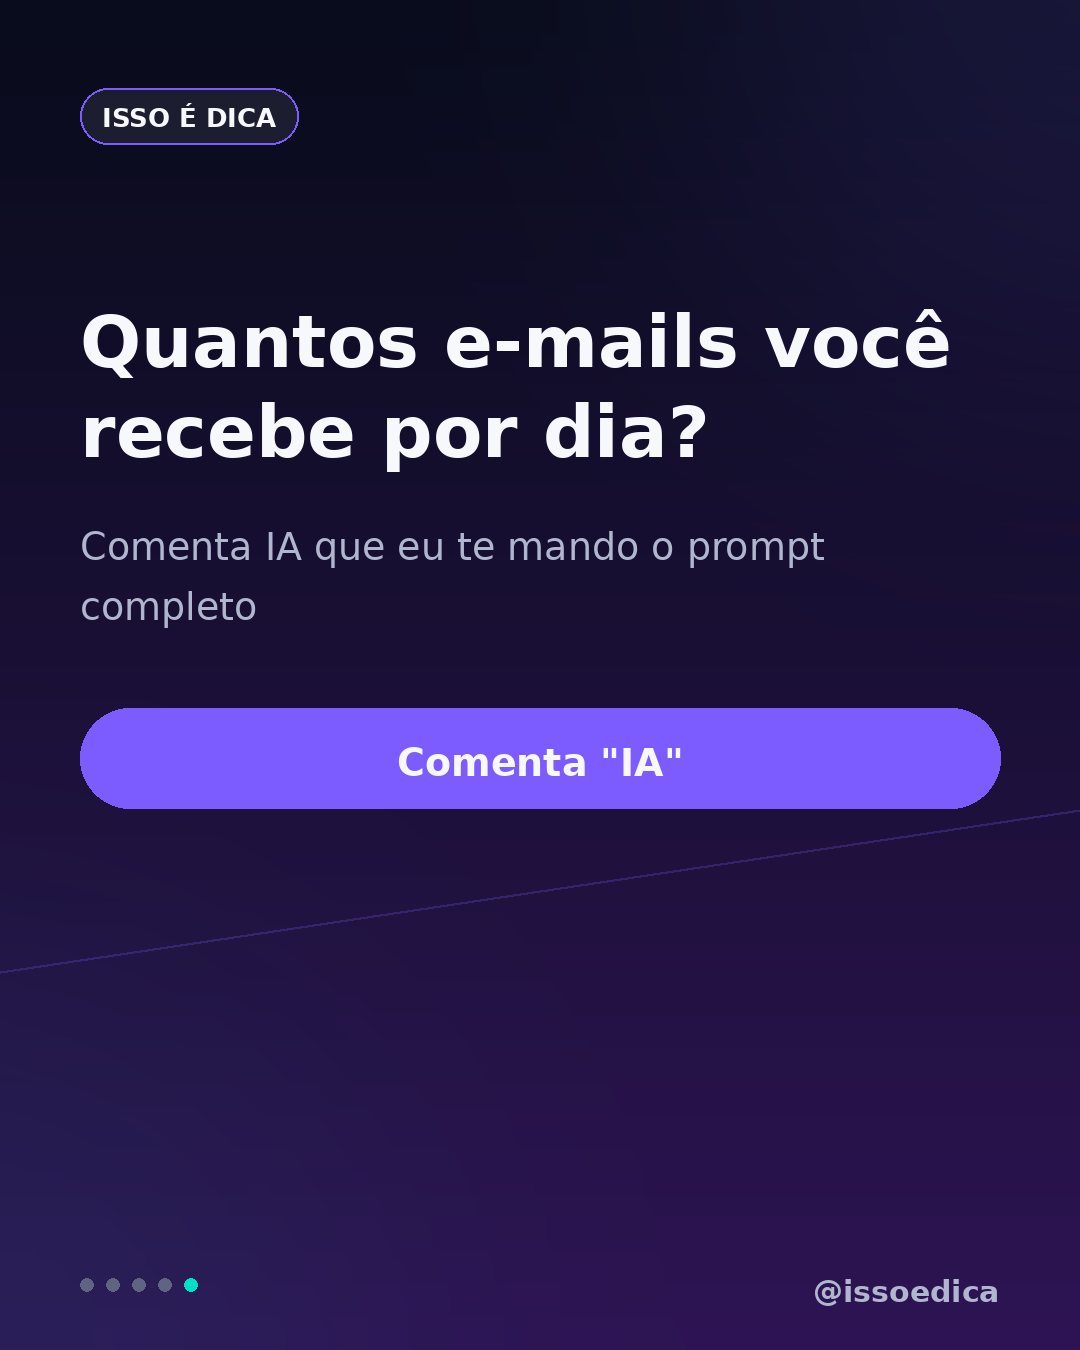 ISSO É DICA
Quantos e-mails você
recebe por dia?
Comenta IA que eu te mando o prompt
completo
Comenta "IA"
@issoedica